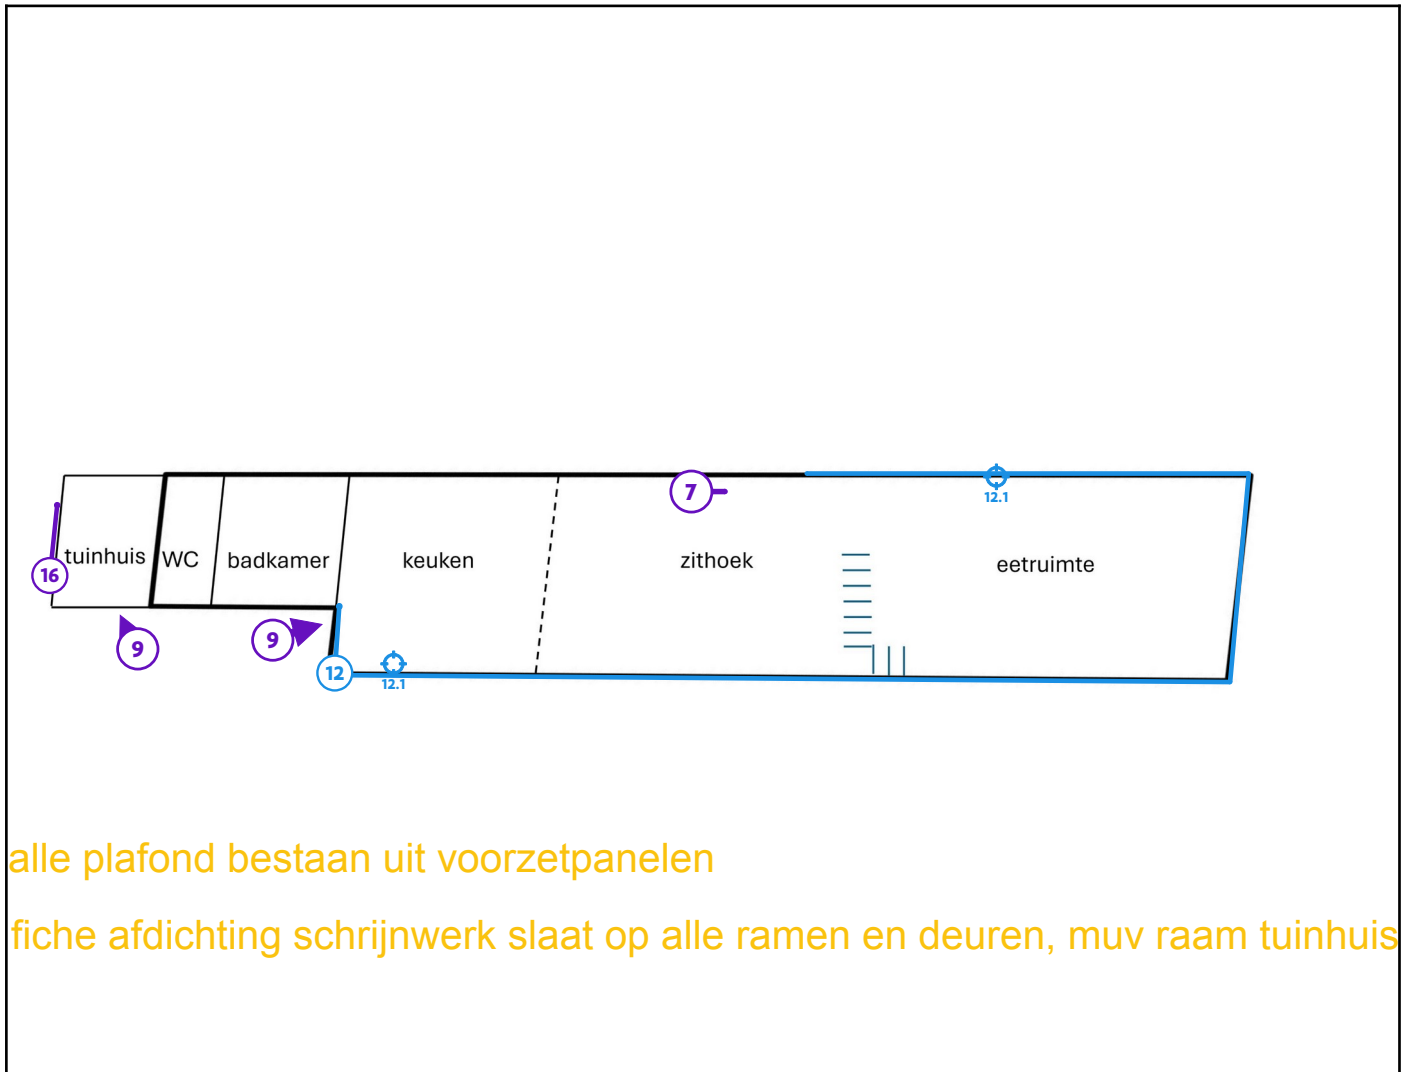 7
12.1
tuinhuis
WC
badkamer
keuken
zithoek
eetruimte
16
9
9
12
12.1
alle plafond bestaan uit voorzetpanelen
fiche afdichting schrijnwerk slaat op alle ramen en deuren, muv raam tuinhuis